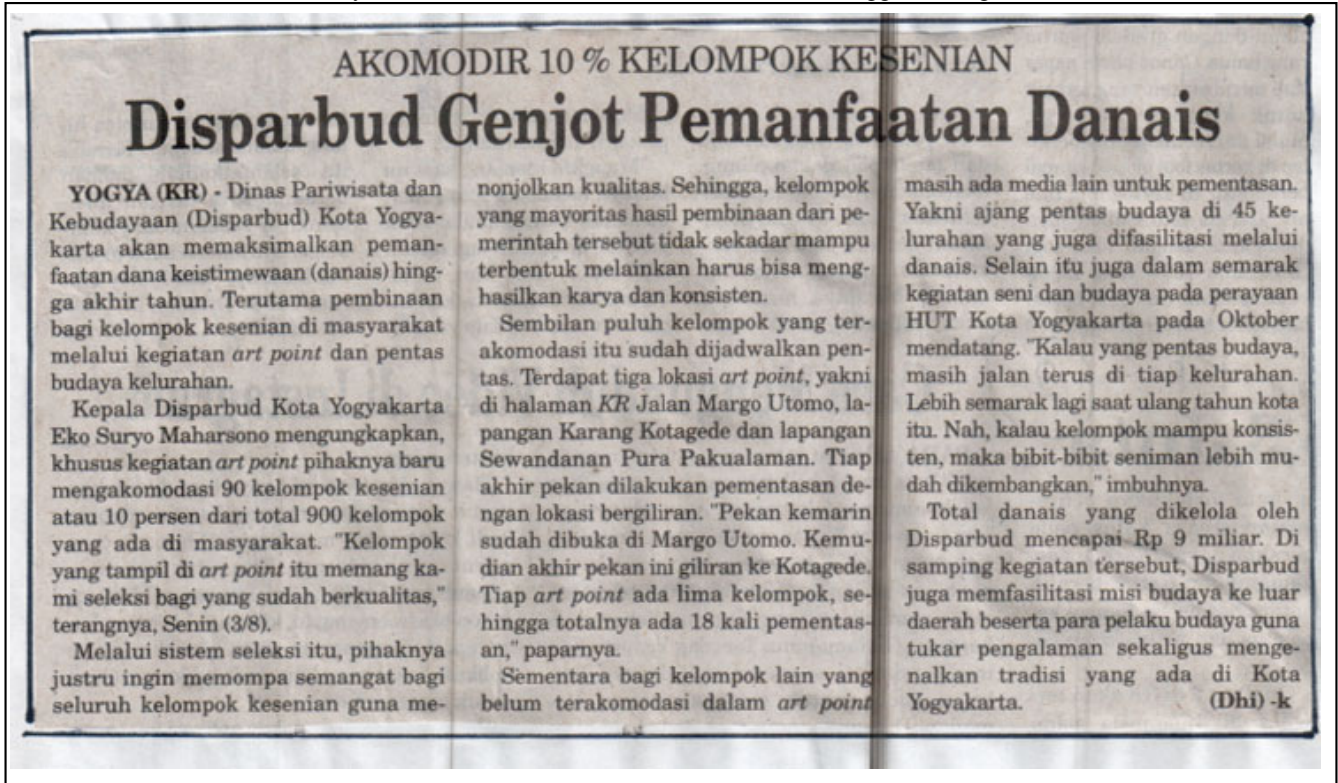 AKOMODIR 10 % KELOMPOK KESENIAN
Disparbud Genjot Pemanfaatan Danais
YOGYA (KR) - Dinas Pariwisata dan
Kebudayaan (Disparbud) Kota Yogya-
karta akan memaksimalkan peman-
faatan dana keistimewaan (danais) hing-
ga akhir tahun. Terutama pembinaan
bagi kelompok kesenian di masyarakat
melalui kegiatan art point dan pentas
budaya kelurahan.
Kepala Disparbud Kota Yogyakarta
Eko Suryo Maharsono mengungkapkan,
khusus kegiatan art point pihaknya baru
mengakomodasi 90 kelompok kesenian
atau 10 persen dari total 900 kelompok
yang ada di masyarakat. "Kelompok
yang tampil di art point itu memang ka-
mi seleksi bagi yang sudah berkualitas,"
terangnya, Senin (3/8).
Melalui sistem seleksi itu, pihaknya
justru ingin memompa semangat bagi
seluruh kelompok kesenian guna me-
nonjolkan kualitas. Sehingga, kelompok
yang mayoritas hasil pembinaan dari pe-
merintah tersebut tidak sekadar mampu
terbentuk melainkan harus bisa meng-
hasilkan karya dan konsisten.
Sembilan puluh kelompok yang ter-
akomodasi itu sudah dijadwalkan pen-
tas. Terdapat tiga lokasi art point, yakni
di halaman KR Jalan Margo Utomo, la-
pangan Karang Kotagede dan lapangan
Sewandanan Pura Pakualaman. Tiap
akhir pekan dilakukan pementasan de-
ngan lokasi bergiliran. "Pekan kemarin
sudah dibuka di Margo Utomo. Kemu-
dian akhir pekan ini giliran ke Kotagede.
Tiap art point ada lima kelompok, se-
hingga totalnya ada 18 kali pementas-
an," paparnya.
Sementara bagi kelompok lain yang
belum terakomodasi dalam art point
masih ada media lain untuk pementasan.
Yakni ajang pentas budaya di 45 ke-
lurahan yang juga difasilitasi melalui
danais. Selain itu juga dalam semarak
kegiatan seni dan budaya pada perayaan
HUT Kota Yogyakarta pada Oktober
mendatang. "Kalau yang pentas budaya,
masih jalan terus di tiap kelurahan.
Lebih semarak lagi saat ulang tahun kota
itu. Nah, kalau kelompok mampu konsis-
ten, maka bibit-bibit seniman lebih mu-
dah dikembangkan," imbuhnya.
Total danais yang dikelola oleh
Disparbud mencapai Rp 9 miliar. Di
samping kegiatan tersebut, Disparbud
juga memfasilitasi misi budaya ke luar
daerah beserta para pelaku budaya guna
tukar pengalaman sekaligus menge-
nalkan tradisi yang ada di Kota
Yogyakarta. (Dhi) -k